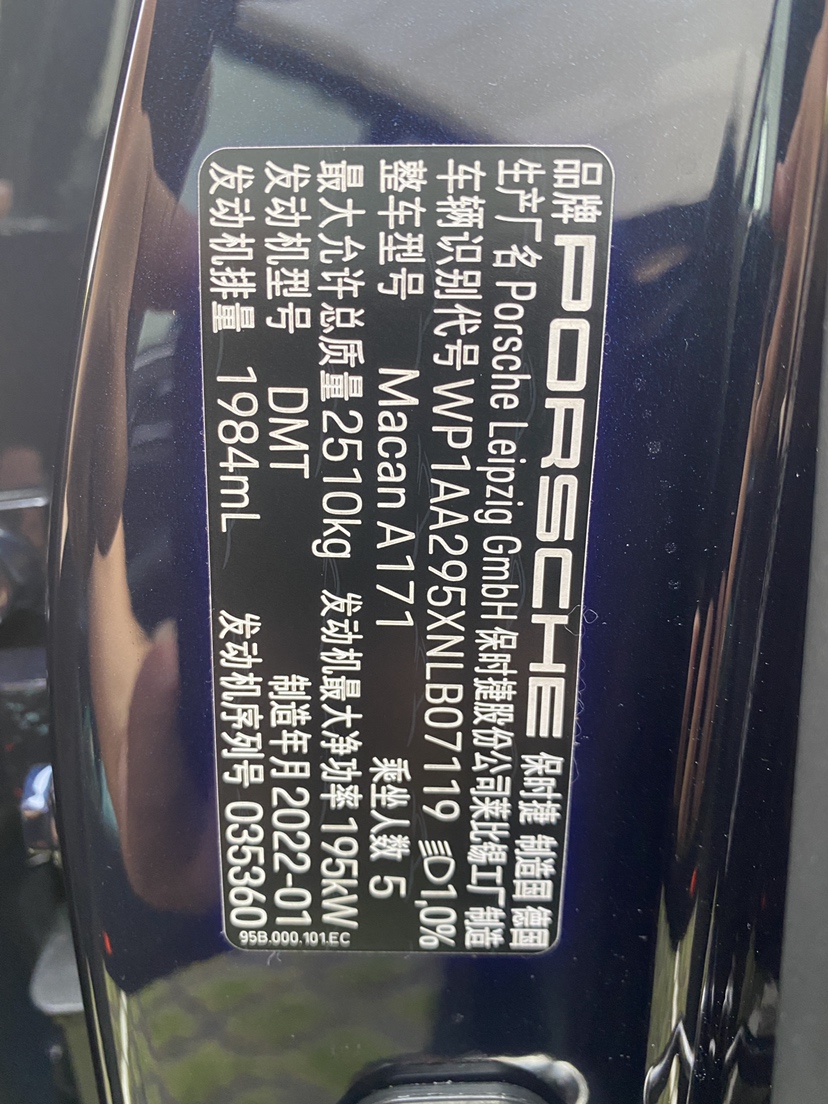 品牌 PORSCHE 保时捷 制造国 德国
生产厂名 Porsche Leipzig GmbH 保时捷股份公司莱比锡工厂 制造
车辆识别代号 WP1AA295XNLB07119 1,0%
整车型号 Macan A171 乘坐人数 5
最大允许总质量 2510kg 发动机最大净功率 195kW
发动机型号 DMT 制造年月 2022-01
发动机排量 1984mL 发动机序列号 035360
95B.000.101.EC